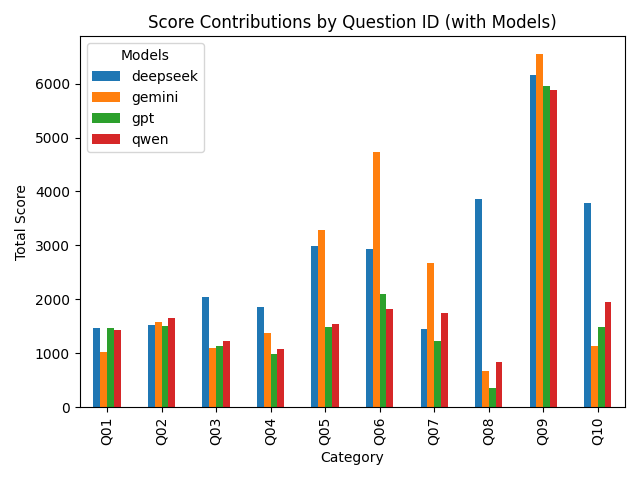 Score Contributions by Question ID (with Models)
Models
deepseek
gemini
gpt
qwen
Total Score
6000
5000
4000
3000
2000
1000
0
Q01
Q02
Q03
Q04
Q05
Q06
Q07
Q08
Q09
Q10
Category